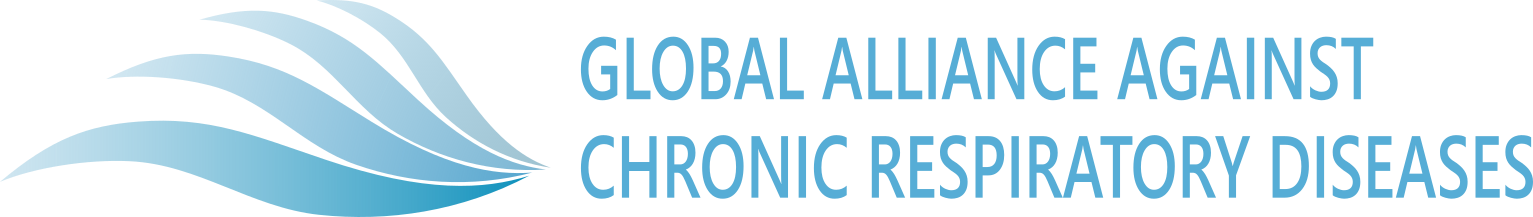 GLOBAL ALLIANCE AGAINST
CHRONIC RESPIRATORY DISEASES